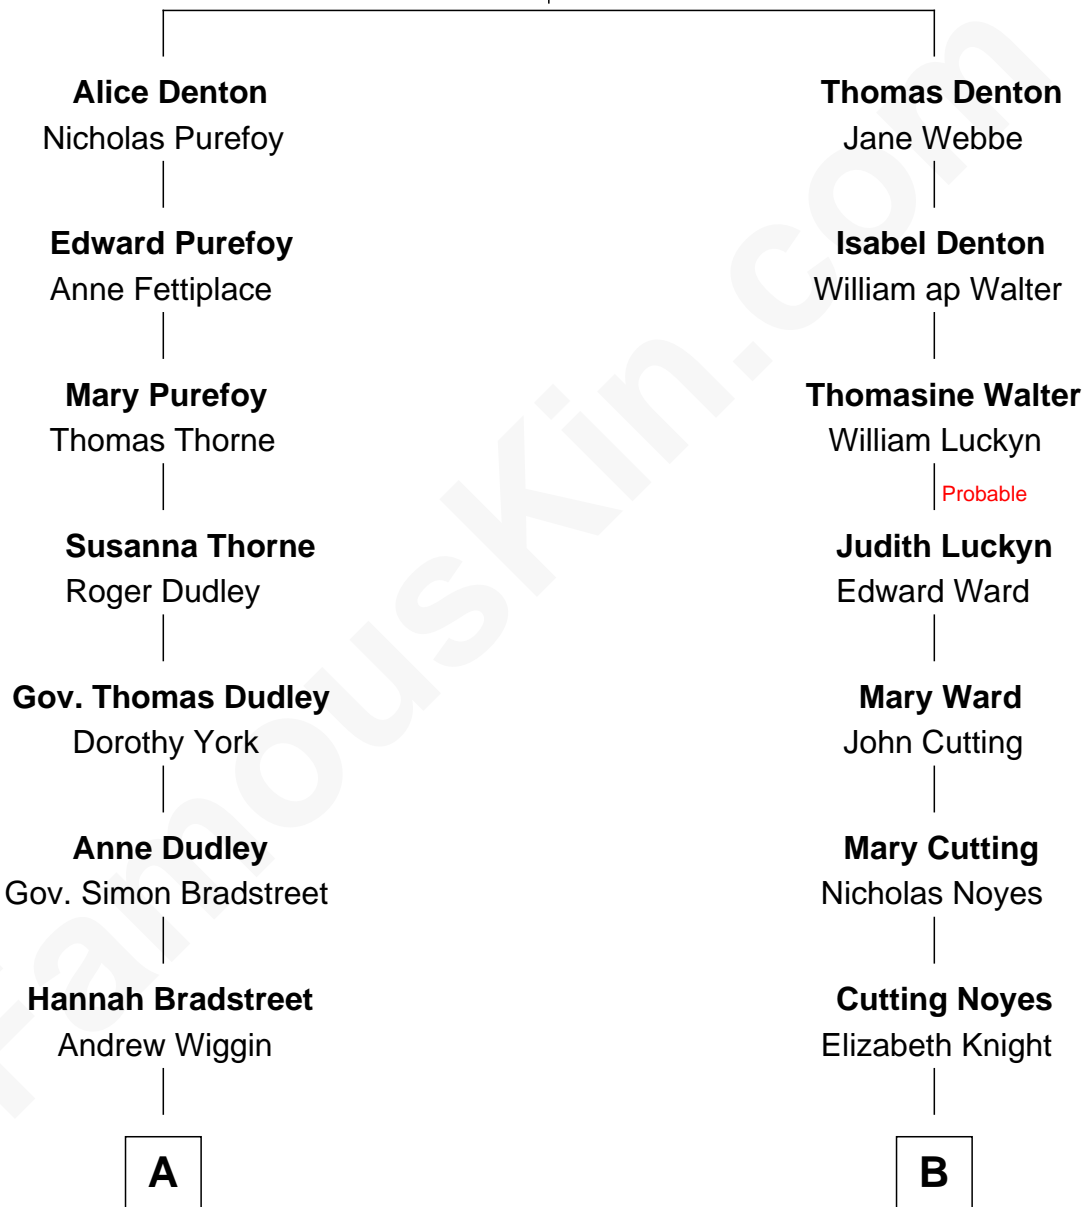 Alice Denton
Nicholas Purefoy
Edward Purefoy
Anne Fettiplace
Mary Purefoy
Thomas Thorne
Susanna Thorne
Roger Dudley
Gov. Thomas Dudley
Dorothy York
Anne Dudley
Gov. Simon Bradstreet
Hannah Bradstreet
Andrew Wiggin
A
Thomas Denton
Jane Webbe
Isabel Denton
William ap Walter
Thomasine Walter
William Luckyn
Probable
Judith Luckyn
Edward Ward
Mary Ward
John Cutting
Mary Cutting
Nicholas Noyes
Cutting Noyes
Elizabeth Knight
B
FamousKin.com